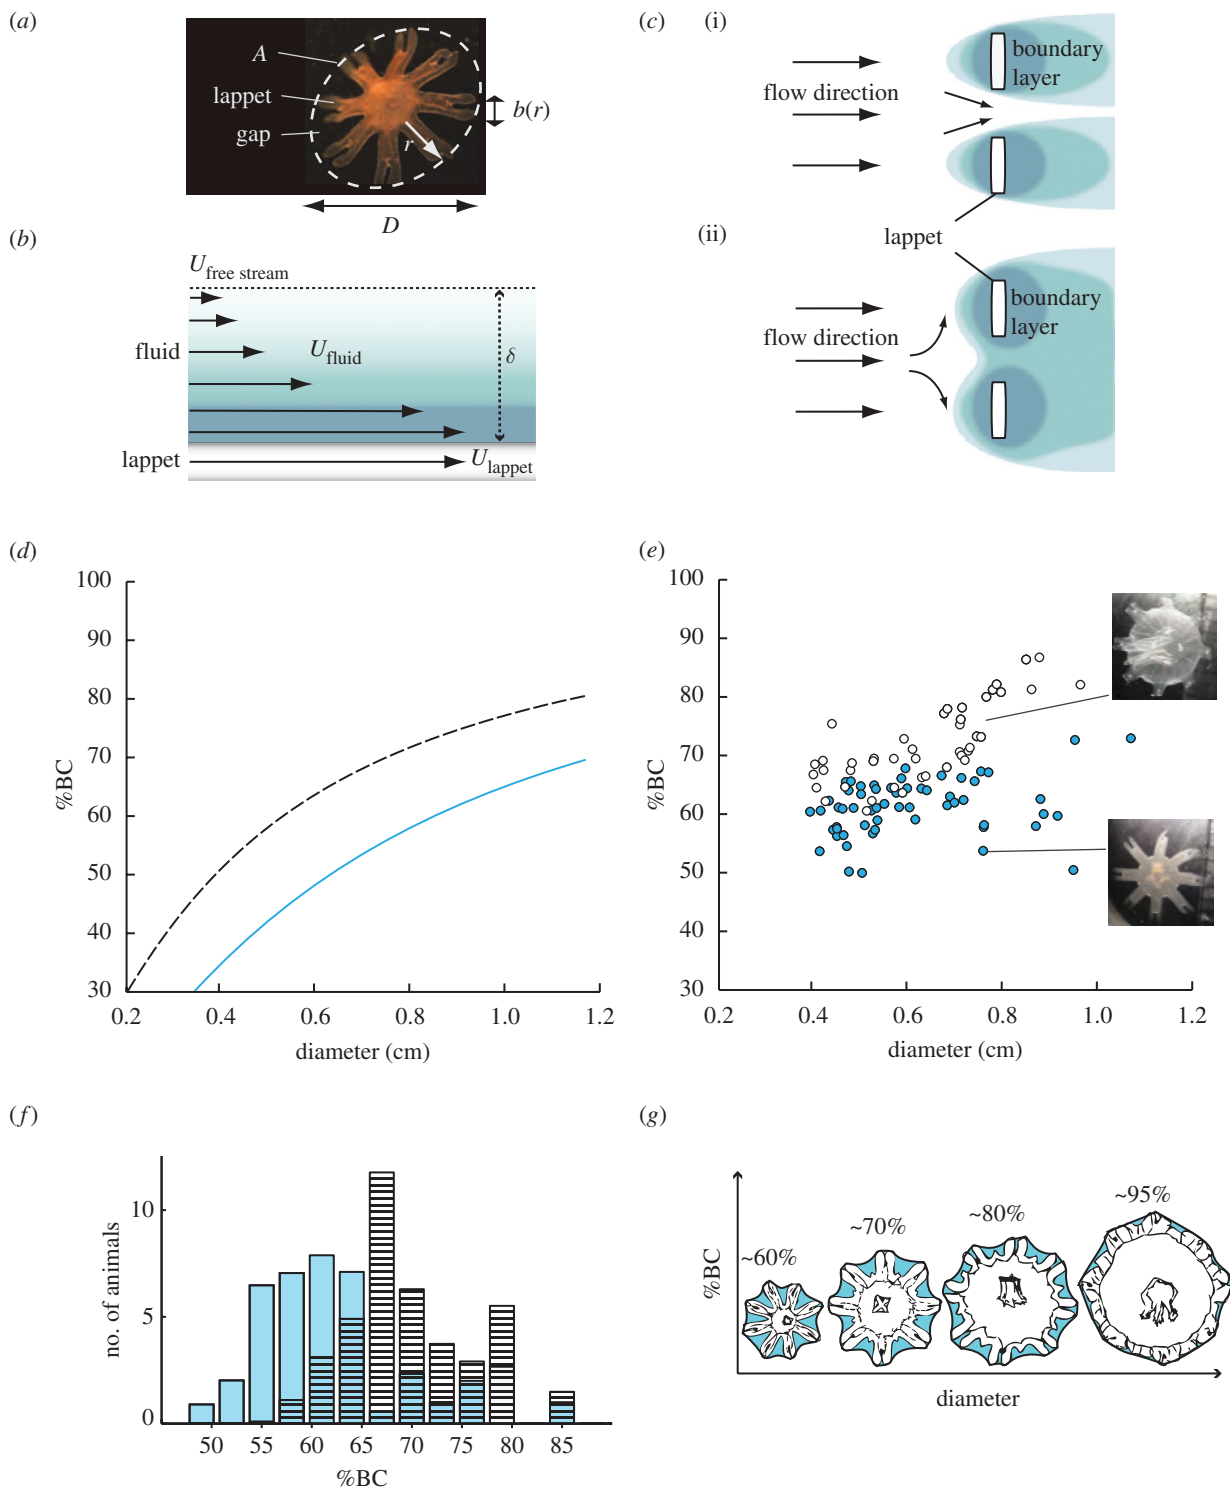 (a)
A
lappet
gap
r
b(r)
D
(b)
U free stream
fluid
U fluid
δ
lappet
U lappet
(c) (i)
boundary
layer
flow direction
lappet
(ii)
boundary
layer
flow direction
(d)
100
90
80
70
60
50
40
30
%BC
0.2 0.4 0.6 0.8 1.0 1.2
diameter (cm)
(e)
100
90
80
70
60
50
40
30
%BC
0.2 0.4 0.6 0.8 1.0 1.2
diameter (cm)
(f)
10
5
0
no. of animals
50 55 60 65 70 75 80 85
%BC
(g)
~60%
~70%
~80%
~95%
%BC
diameter